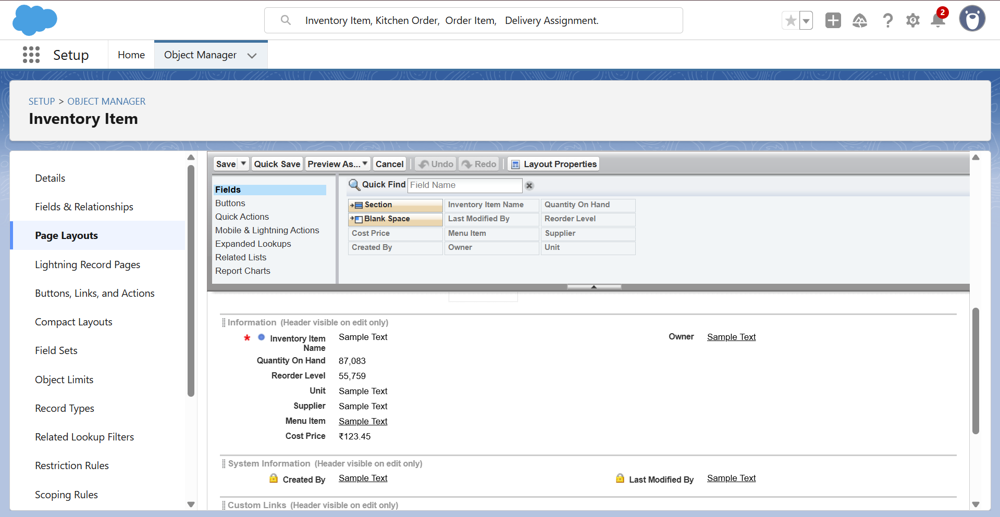 Inventory Item, Kitchen Order,  Order Item,   Delivery Assignment.
2
Setup
Home
Object Manager
SETUP > OBJECT MANAGER
Inventory Item
Details
Fields & Relationships
Page Layouts
Lightning Record Pages
Buttons, Links, and Actions
Compact Layouts
Field Sets
Object Limits
Record Types
Related Lookup Filters
Restriction Rules
Scoping Rules
Save
Quick Save
Preview As...
Cancel
Undo
Redo
Layout Properties
Fields
Buttons
Quick Actions
Mobile & Lightning Actions
Expanded Lookups
Related Lists
Report Charts
Quick Find Field Name
Section Inventory Item Name Quantity On Hand
Blank Space Last Modified By Reorder Level
Cost Price Menu Item Supplier
Created By Owner Unit
Information (Header visible on edit only)
* Inventory Item Name Sample Text
Owner Sample Text
Quantity On Hand 87,083
Reorder Level 55,759
Unit Sample Text
Supplier Sample Text
Menu Item Sample Text
Cost Price ₹123.45
System Information (Header visible on edit only)
Created By Sample Text
Last Modified By Sample Text
Custom Links (Header visible on edit only)